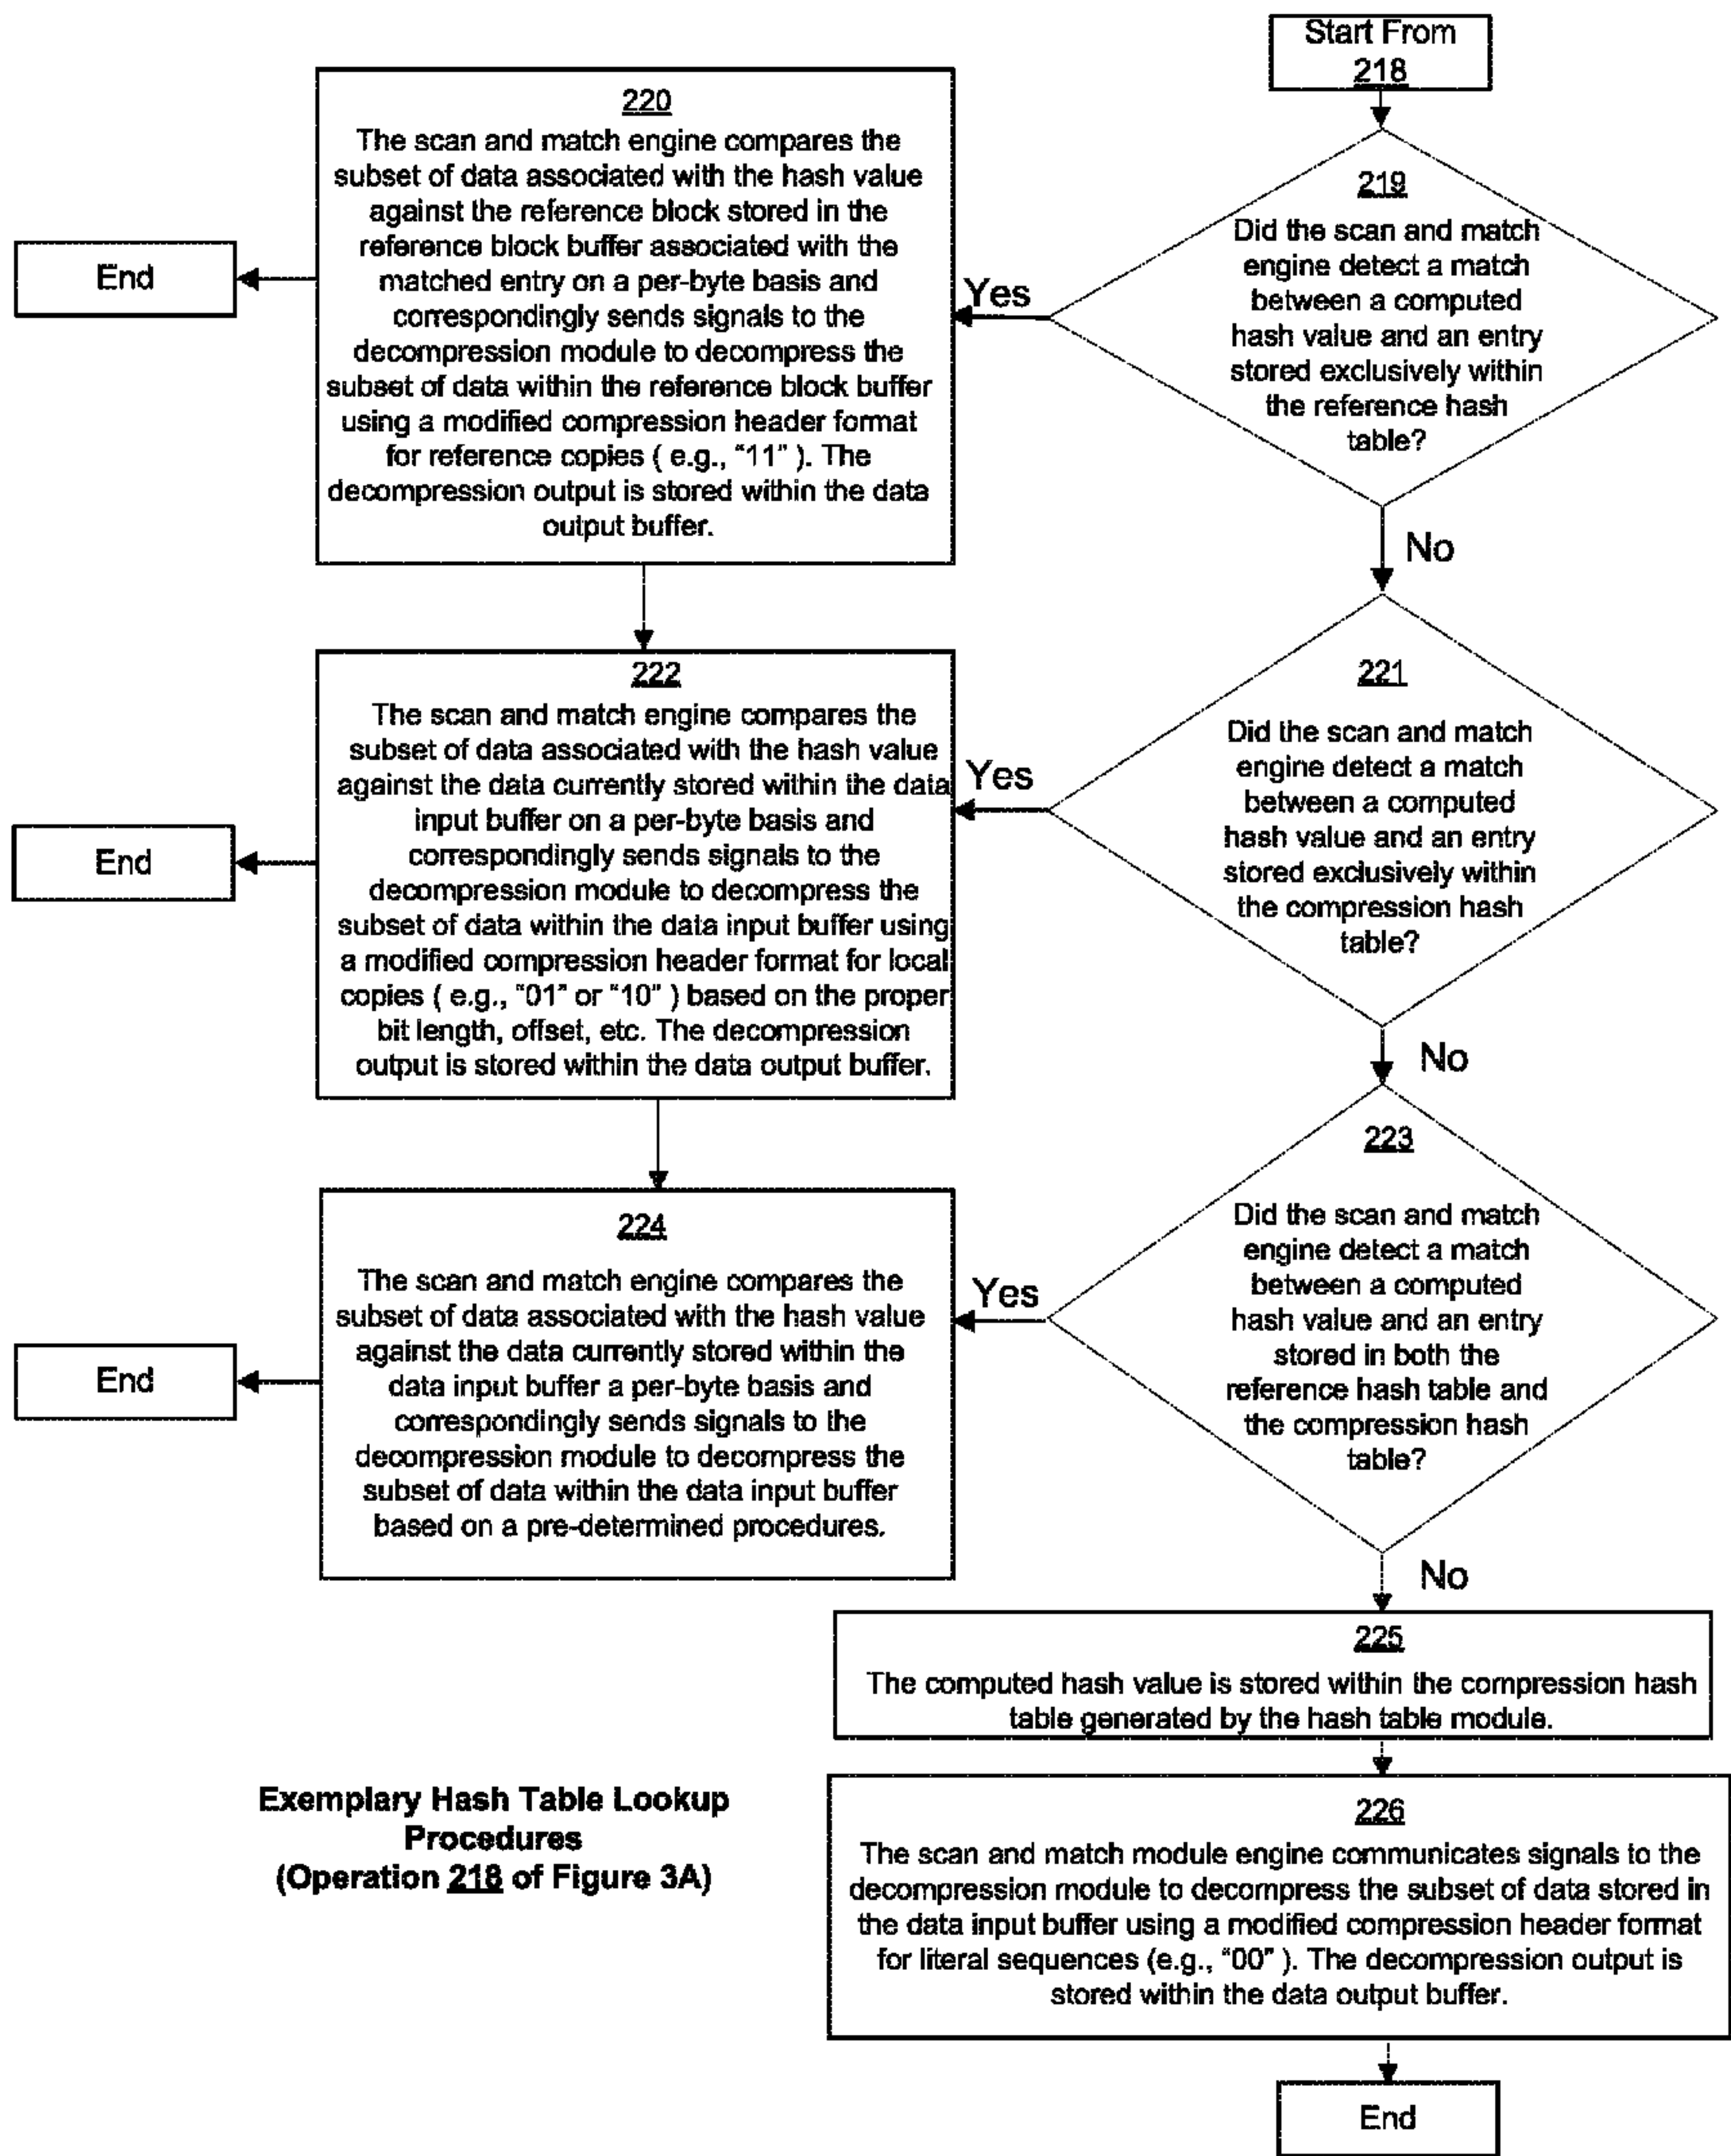 Start From
218
219
Did the scan and match
engine detect a match
between a computed
hash value and an entry
stored exclusively within
the reference hash
table?
Yes
No
220
The scan and match engine compares the
subset of data associated with the hash value
against the reference block stored in the
reference block buffer associated with the
matched entry on a per-byte basis and
correspondingly sends signals to the
decompression module to decompress the
subset of data within the reference block buffer
using a modified compression header format
for reference copies ( e.g., “11” ). The
decompression output is stored within the data
output buffer.
End
221
Did the scan and match
engine detect a match
between a computed
hash value and an entry
stored exclusively within
the compression hash
table?
Yes
No
222
The scan and match engine compares the
subset of data associated with the hash value
against the data currently stored within the data
input buffer on a per-byte basis and
correspondingly sends signals to the
decompression module to decompress the
subset of data within the data input buffer using
a modified compression header format for local
copies ( e.g., “01” or “10” ) based on the proper
bit length, offset, etc. The decompression
output is stored within the data output buffer.
End
223
Did the scan and match
engine detect a match
between a computed
hash value and an entry
stored in both the
reference hash table and
the compression hash
table?
Yes
No
224
The scan and match engine compares the
subset of data associated with the hash value
against the data currently stored within the
data input buffer a per-byte basis and
correspondingly sends signals to the
decompression module to decompress the
subset of data within the data input buffer
based on a pre-determined procedures.
End
225
The computed hash value is stored within the compression hash
table generated by the hash table module.
226
The scan and match module engine communicates signals to the
decompression module to decompress the subset of data stored in
the data input buffer using a modified compression header format
for literal sequences (e.g., “00” ). The decompression output is
stored within the data output buffer.
End
Exemplary Hash Table Lookup
Procedures
(Operation 218 of Figure 3A)